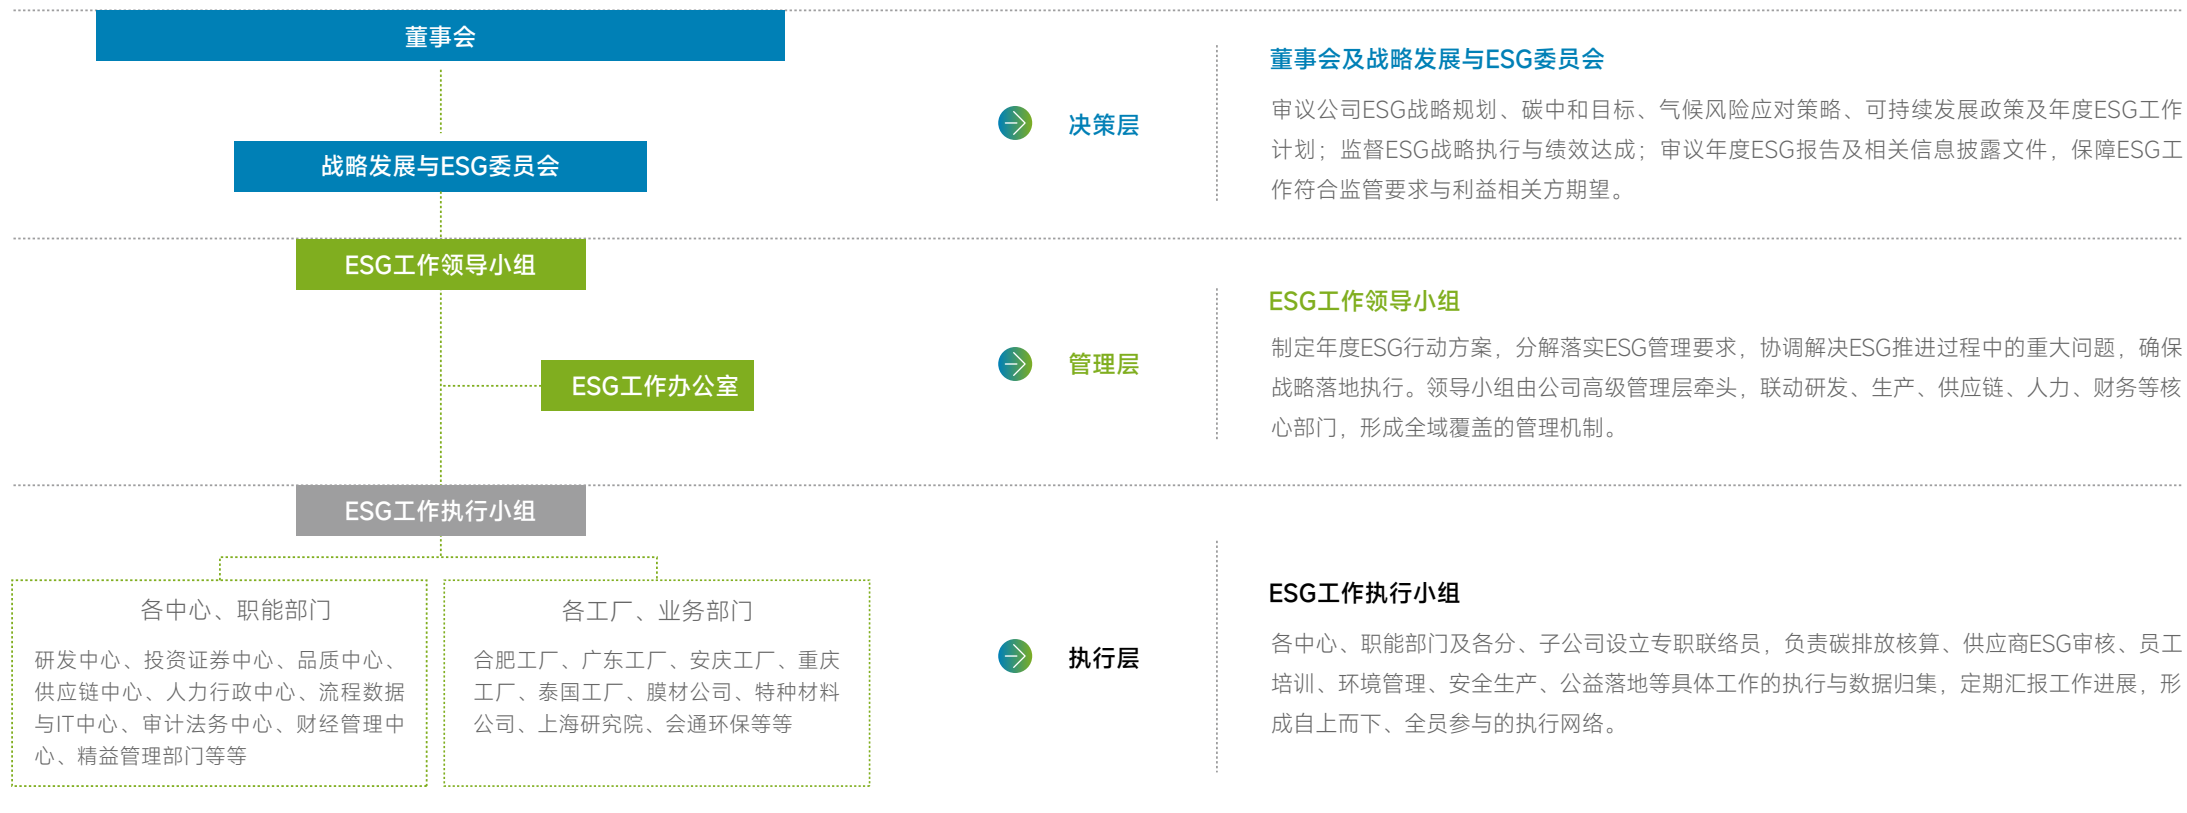 董事会
战略发展与ESG委员会
决策层
董事会及战略发展与ESG委员会
审议公司ESG战略规划、碳中和目标、气候风险应对策略、可持续发展政策及年度ESG工作
计划；监督ESG战略执行与绩效达成；审议年度ESG报告及相关信息披露文件，保障ESG工
作符合监管要求与利益相关方期望。
ESG工作领导小组
ESG工作办公室
管理层
ESG工作领导小组
制定年度ESG行动方案，分解落实ESG管理要求，协调解决ESG推进过程中的重大问题，确保
战略落地执行。领导小组由公司高级管理层牵头，联动研发、生产、供应链、人力、财务等核
心部门，形成全域覆盖的管理机制。
ESG工作执行小组
各中心、职能部门
研发中心、投资证券中心、品质中心、
供应链中心、人力行政中心、流程数据
与IT中心、审计法务中心、财经管理中
心、精益管理部门等等
各工厂、业务部门
合肥工厂、广东工厂、安庆工厂、重庆
工厂、泰国工厂、膜材公司、特种材料
公司、上海研究院、会通环保等等
执行层
ESG工作执行小组
各中心、职能部门及各分、子公司设立专职联络员，负责碳排放核算、供应商ESG审核、员工
培训、环境管理、安全生产、公益落地等具体工作的执行与数据归集，定期汇报工作进展，形
成自上而下、全员参与的执行网络。